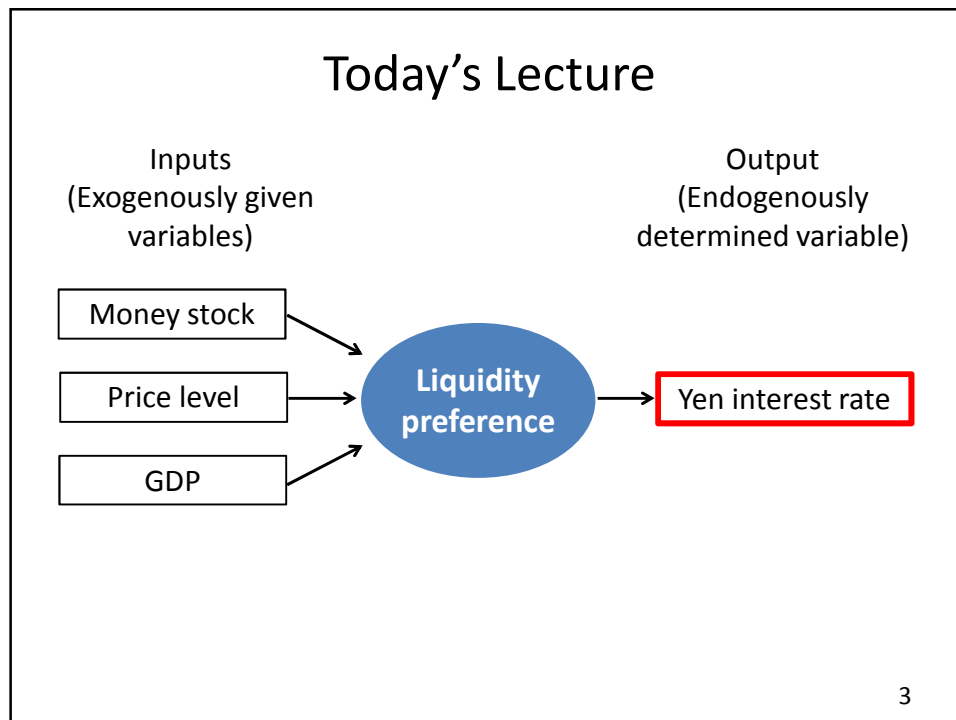 Today’s Lecture
Inputs
(Exogenously given
variables)
Output
(Endogenously
determined variable)
Money stock
Price level
GDP
Liquidity
preference
Yen interest rate
3